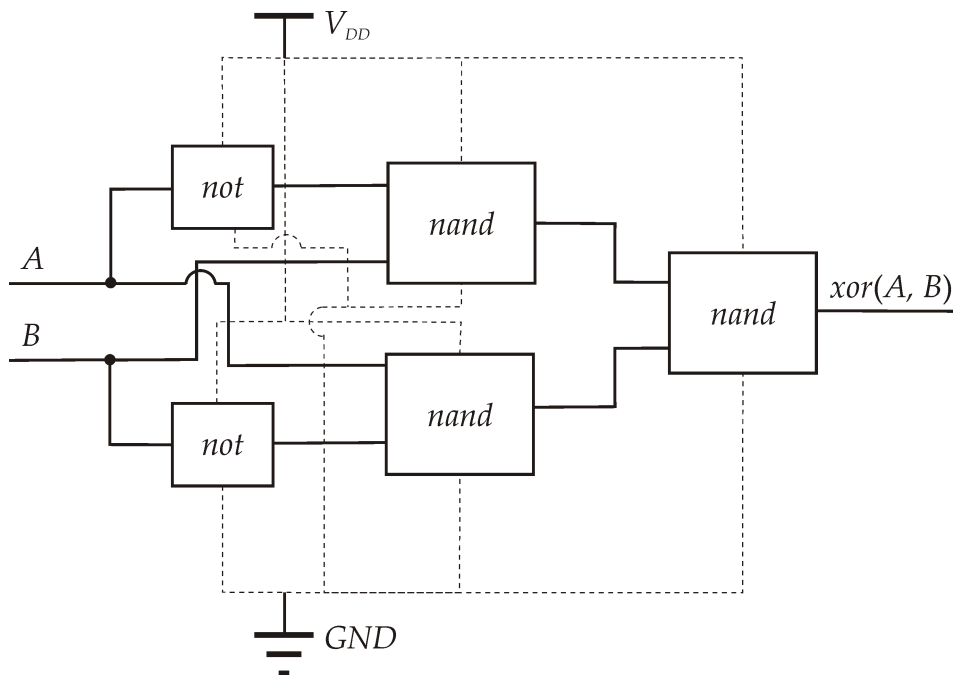 V_DD
not
nand
A
nand
xor(A, B)
B
nand
not
GND